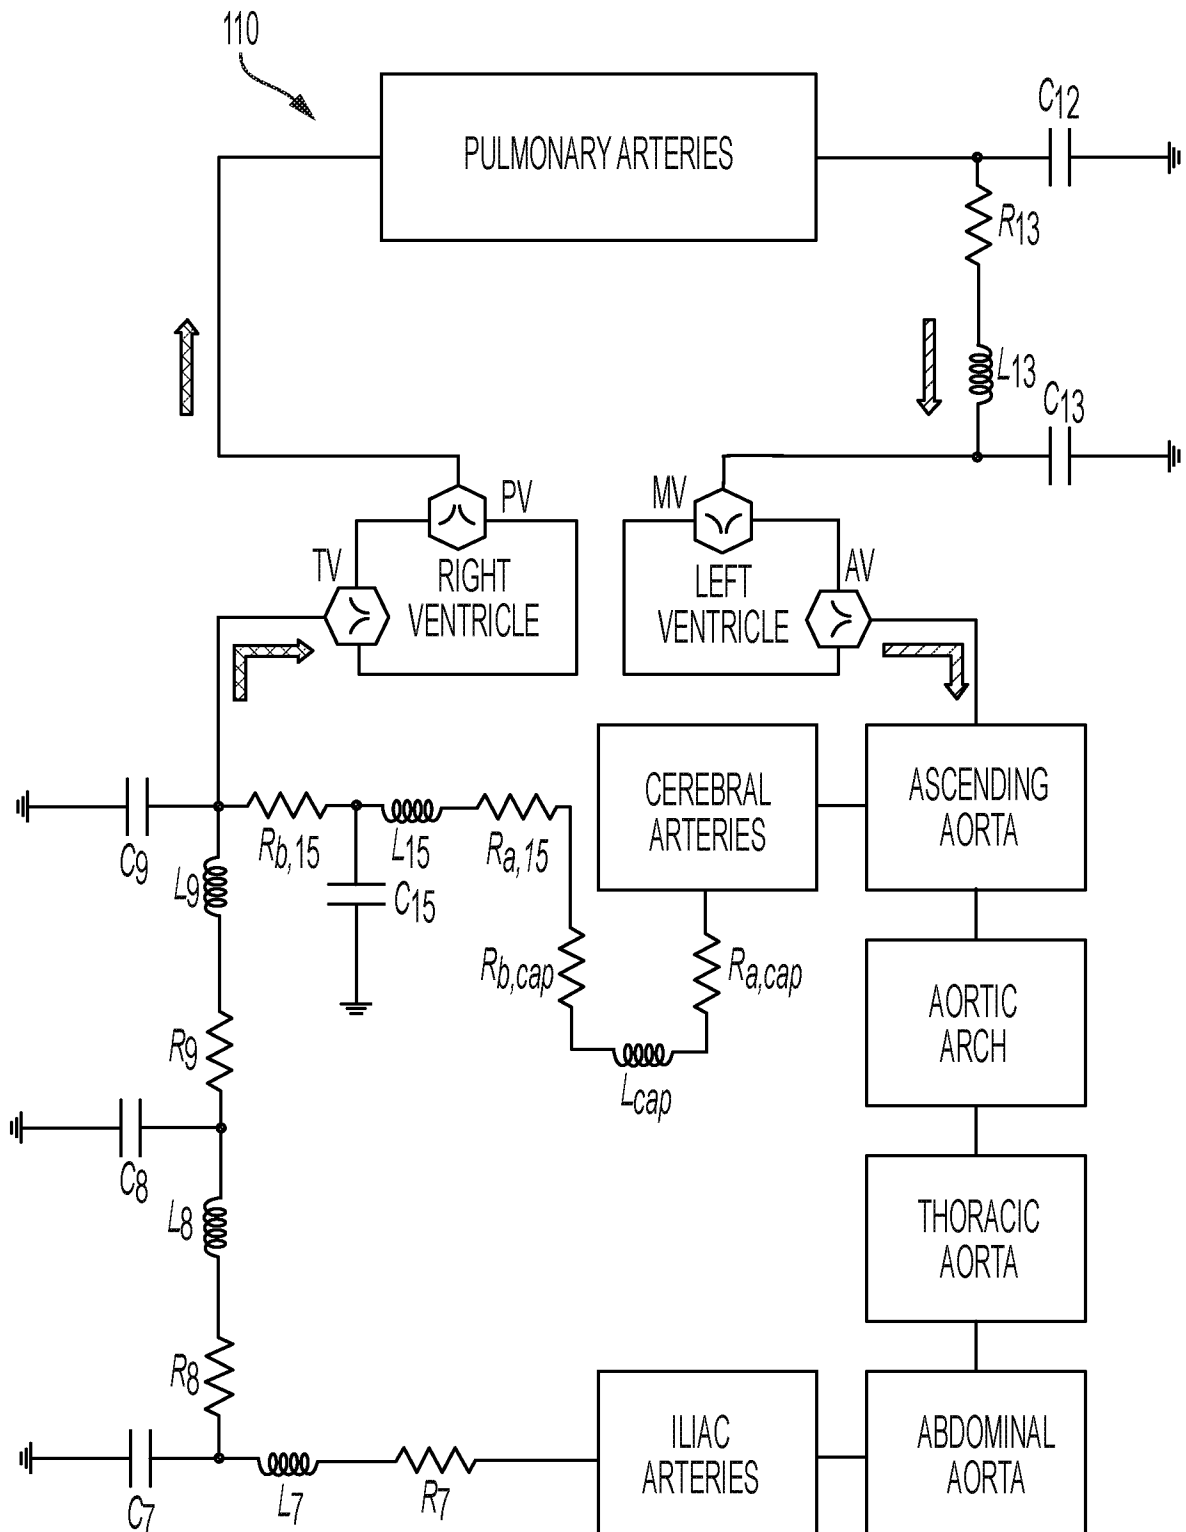 110
PULMONARY ARTERIES
C12
R13
L13
C13
PV
MV
TV
RIGHT
VENTRICLE
LEFT
VENTRICLE
AV
CEREBRAL
ARTERIES
ASCENDING
AORTA
C9
L9
Rb,15
L15
Ra,15
C15
Rb,cap
Ra,cap
Lcap
AORTIC
ARCH
R9
C8
L8
THORACIC
AORTA
R8
C7
L7
R7
ILIAC
ARTERIES
ABDOMINAL
AORTA